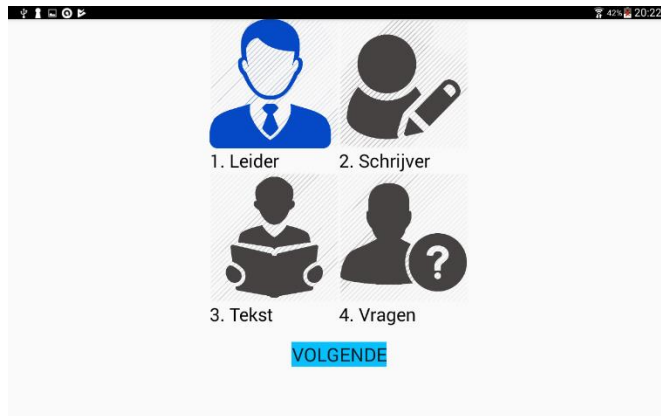 42% 20:22
1. Leider
2. Schrijver
?
3. Tekst
4. Vragen
VOLGENDE